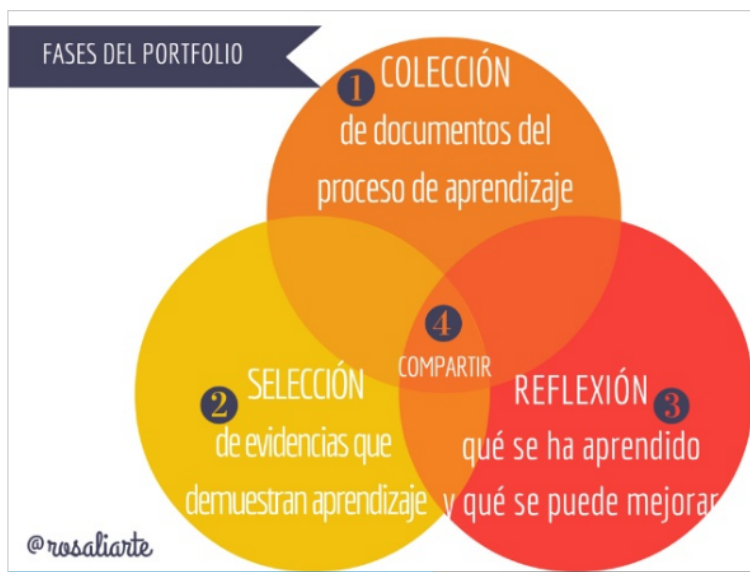 FASES DEL PORTFOLIO
1 COLECCIÓN
de documentos del
proceso de aprendizaje
4
COMPARTIR
2 SELECCIÓN
de evidencias que
demuestran aprendizaje
REFLEXIÓN 3
qué se ha aprendido
y qué se puede mejorar
@rosaliarte